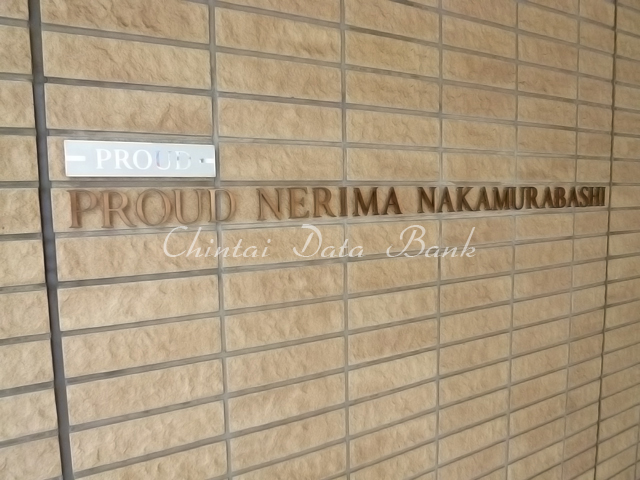 PROUD
PROUD NERIMA NAKAMURABASHI
Chintai Data Bank